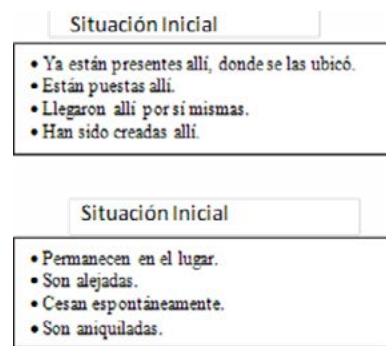 Situación Inicial
• Ya están presentes allí, donde se las ubicó.
• Están puestas allí.
• Llegaron allí por sí mismas.
• Han sido creadas allí.
Situación Inicial
• Permanecen en el lugar.
• Son alejadas.
• Cesan espontáneamente.
• Son aniquiladas.